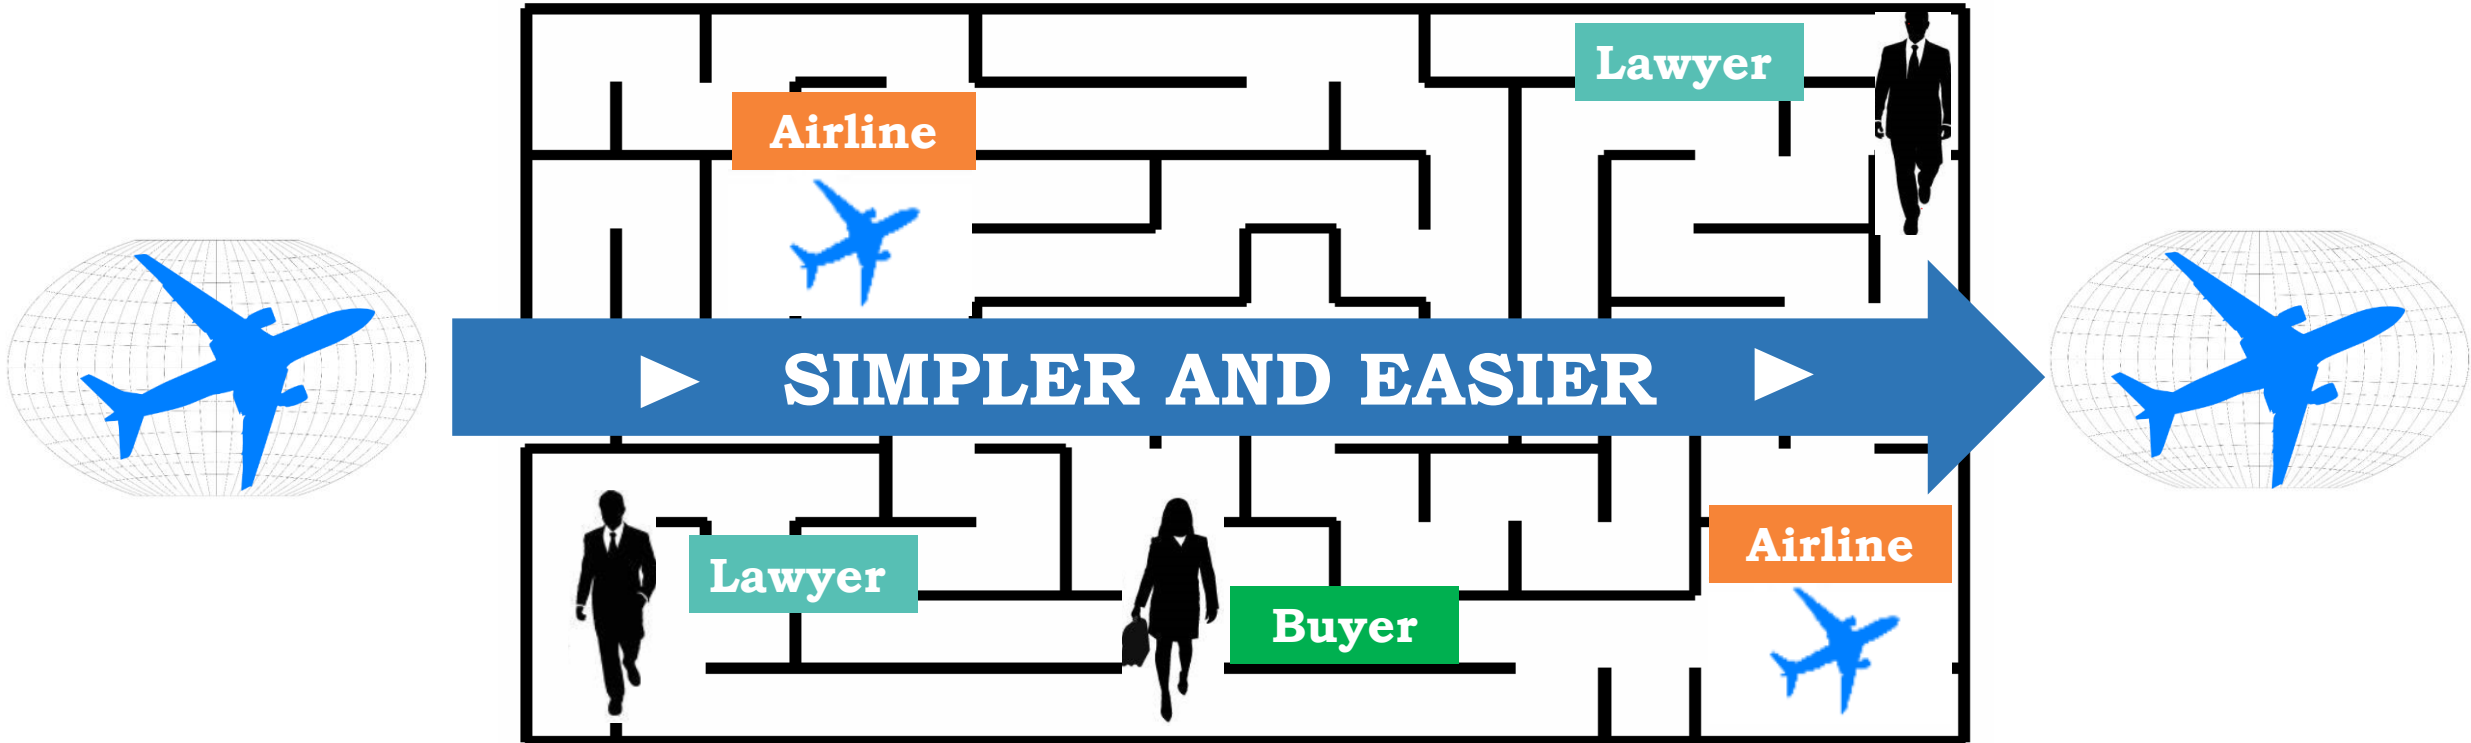 Lawyer
Airline
SIMPLER AND EASIER
Airline
Lawyer
Buyer